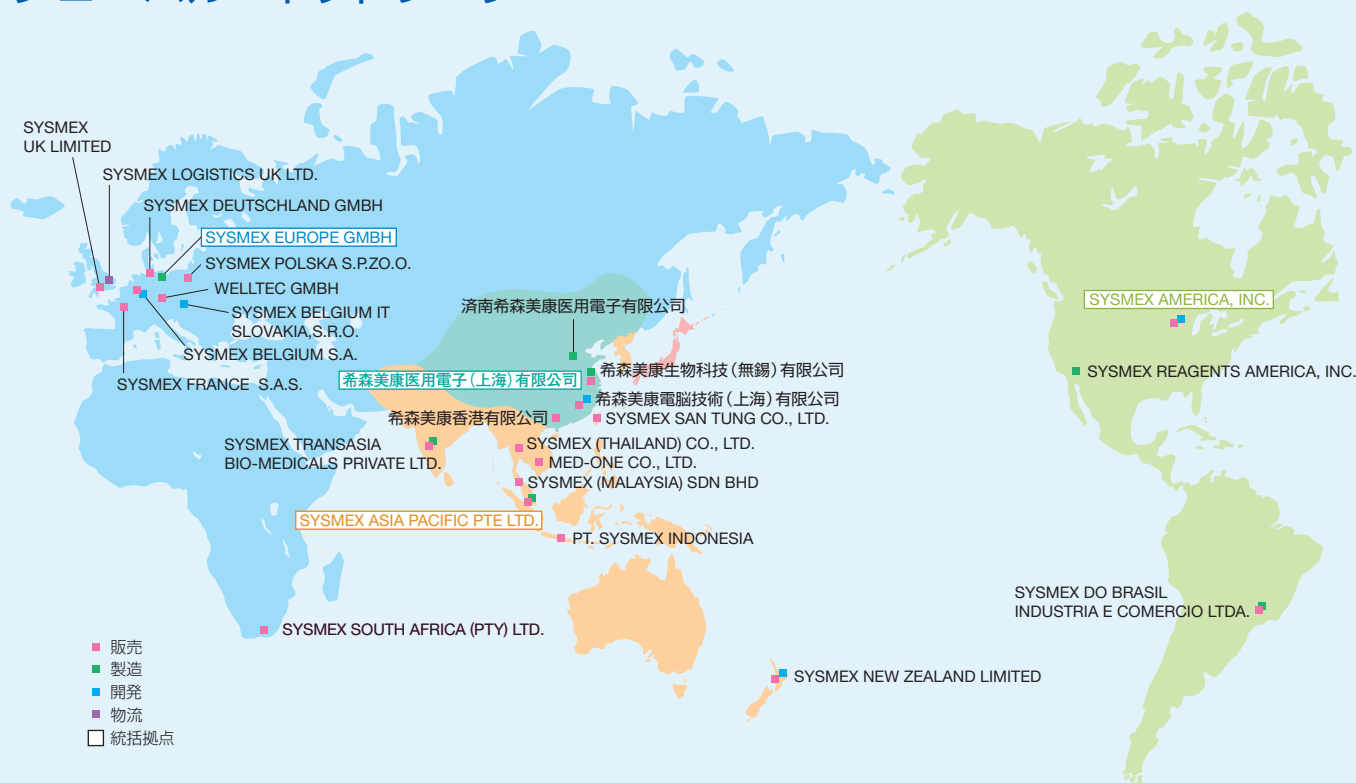 SYSMEX
UK LIMITED
SYSMEX LOGISTICS UK LTD.
SYSMEX DEUTSCHLAND GMBH
SYSMEX EUROPE GMBH
SYSMEX POLSKA S.P.ZO.O.
WELLTEC GMBH
SYSMEX BELGIUM IT
SLOVAKIA,S.R.O.
SYSMEX BELGIUM S.A.
SYSMEX FRANCE S.A.S.
済南希森美康医用電子有限公司
希森美康生物科技（無錫）有限公司
希森美康医用電子（上海）有限公司
希森美康電脳技術（上海）有限公司
希森美康香港有限公司
SYSMEX SAN TUNG CO., LTD.
SYSMEX TRANSASIA
BIO-MEDICALS PRIVATE LTD.
SYSMEX (THAILAND) CO., LTD.
MED-ONE CO., LTD.
SYSMEX (MALAYSIA) SDN BHD
SYSMEX ASIA PACIFIC PTE LTD.
PT. SYSMEX INDONESIA
SYSMEX AMERICA, INC.
SYSMEX REAGENTS AMERICA, INC.
SYSMEX DO BRASIL
INDUSTRIA E COMERCIO LTDA.
SYSMEX SOUTH AFRICA (PTY) LTD.
SYSMEX NEW ZEALAND LIMITED
販売
製造
開発
物流
統括拠点